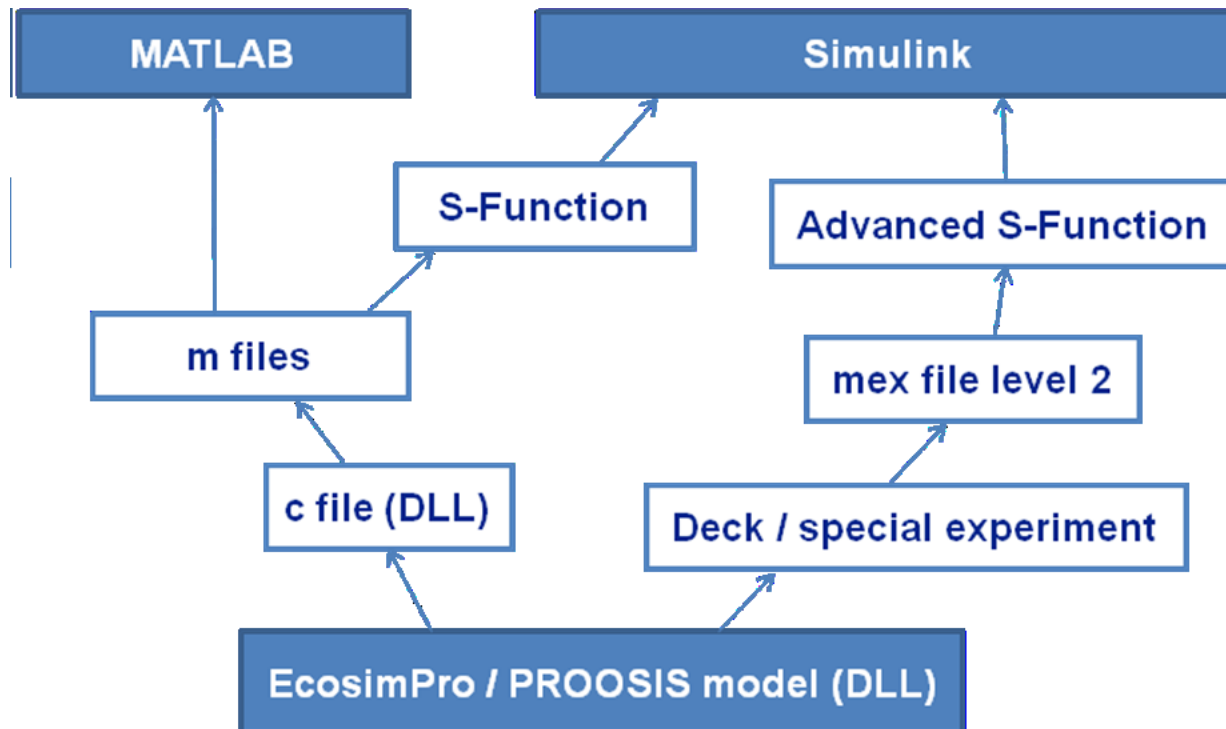 MATLAB
Simulink
S-Function
Advanced S-Function
m files
mex file level 2
c file (DLL)
Deck / special experiment
EcosimPro / PROOSIS model (DLL)